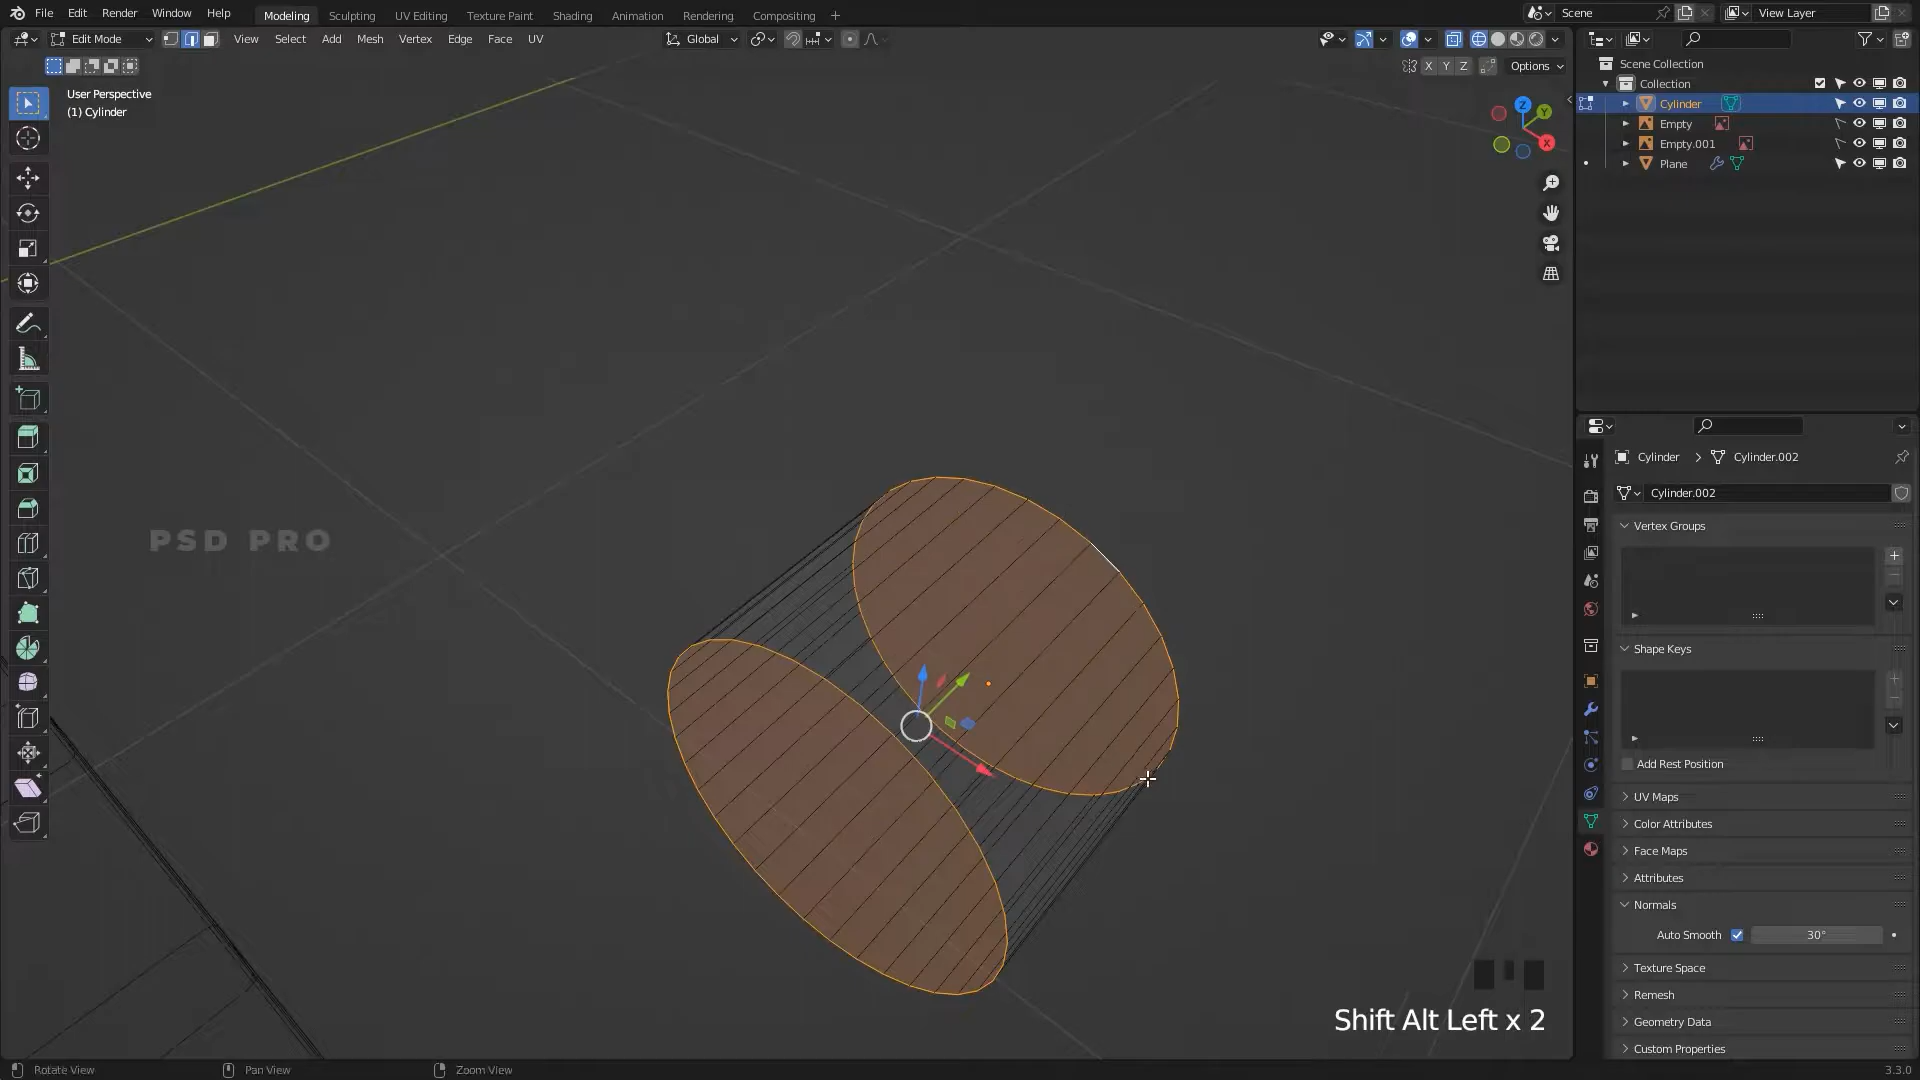 File Edit Render Window Help
Modeling Sculpting UV Editing Texture Paint Shading Animation Rendering Compositing +
Scene
View Layer
Edit Mode
View Select Add Mesh Vertex Edge Face UV
Global
X Y Z
Options
User Perspective
(1) Cylinder
Z
Y
X
Scene Collection
Collection
Cylinder
Empty
Empty.001
Plane
Cylinder > Cylinder.002
Cylinder.002
Vertex Groups
Shape Keys
Add Rest Position
UV Maps
Color Attributes
Face Maps
Attributes
Normals
Auto Smooth 30°
Texture Space
Remesh
Geometry Data
Custom Properties
PSD PRO
Shift Alt Left x 2
Rotate View
Pan View
Zoom View
3.3.0